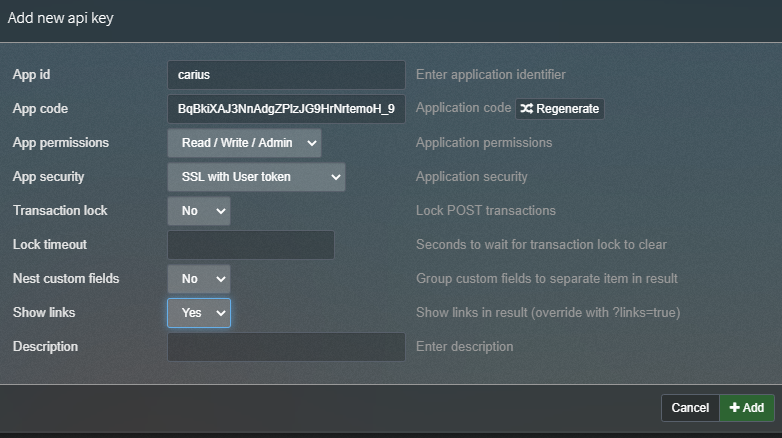 Add new api key
App id carius Enter application identifier
App code BqBkiXAJ3NnAdgZPlzJG9HrNrtemoH_9 Application code Regenerate
App permissions Read / Write / Admin Application permissions
App security SSL with User token Application security
Transaction lock No Lock POST transactions
Lock timeout Seconds to wait for transaction lock to clear
Nest custom fields No Group custom fields to separate item in result
Show links Yes Show links in result (override with ?links=true)
Description Enter description
Cancel Add